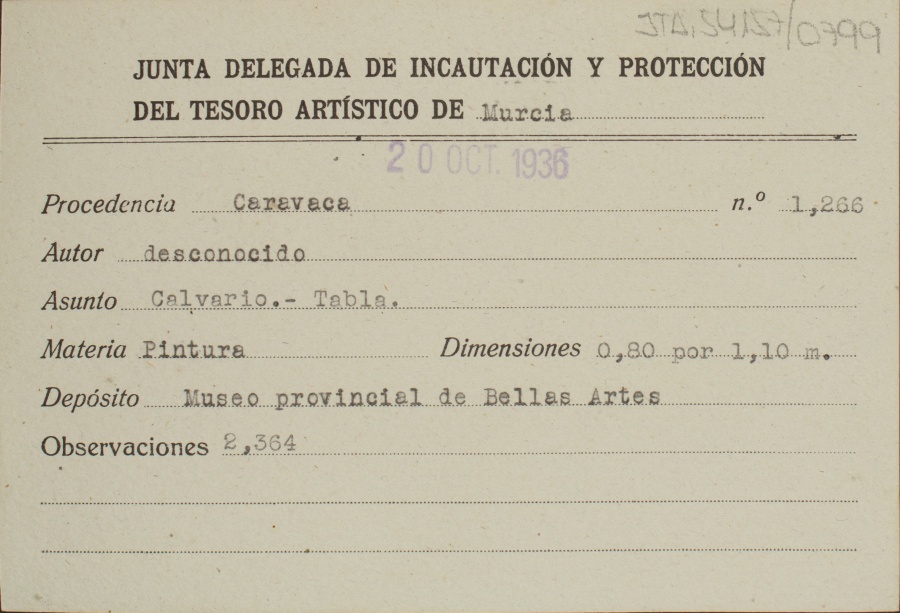 JTA, 54157/0799
JUNTA DELEGADA DE INCAUTACIÓN Y PROTECCIÓN
DEL TESORO ARTÍSTICO DE Murcia
20 OCT. 1936
Procedencia Caravaca n.º 1,266
Autor desconocido
Asunto Calvario.- Tabla.
Materia Pintura Dimensiones 0,80 por 1,10 m.
Depósito Museo provincial de Bellas Artes
Observaciones 2,364